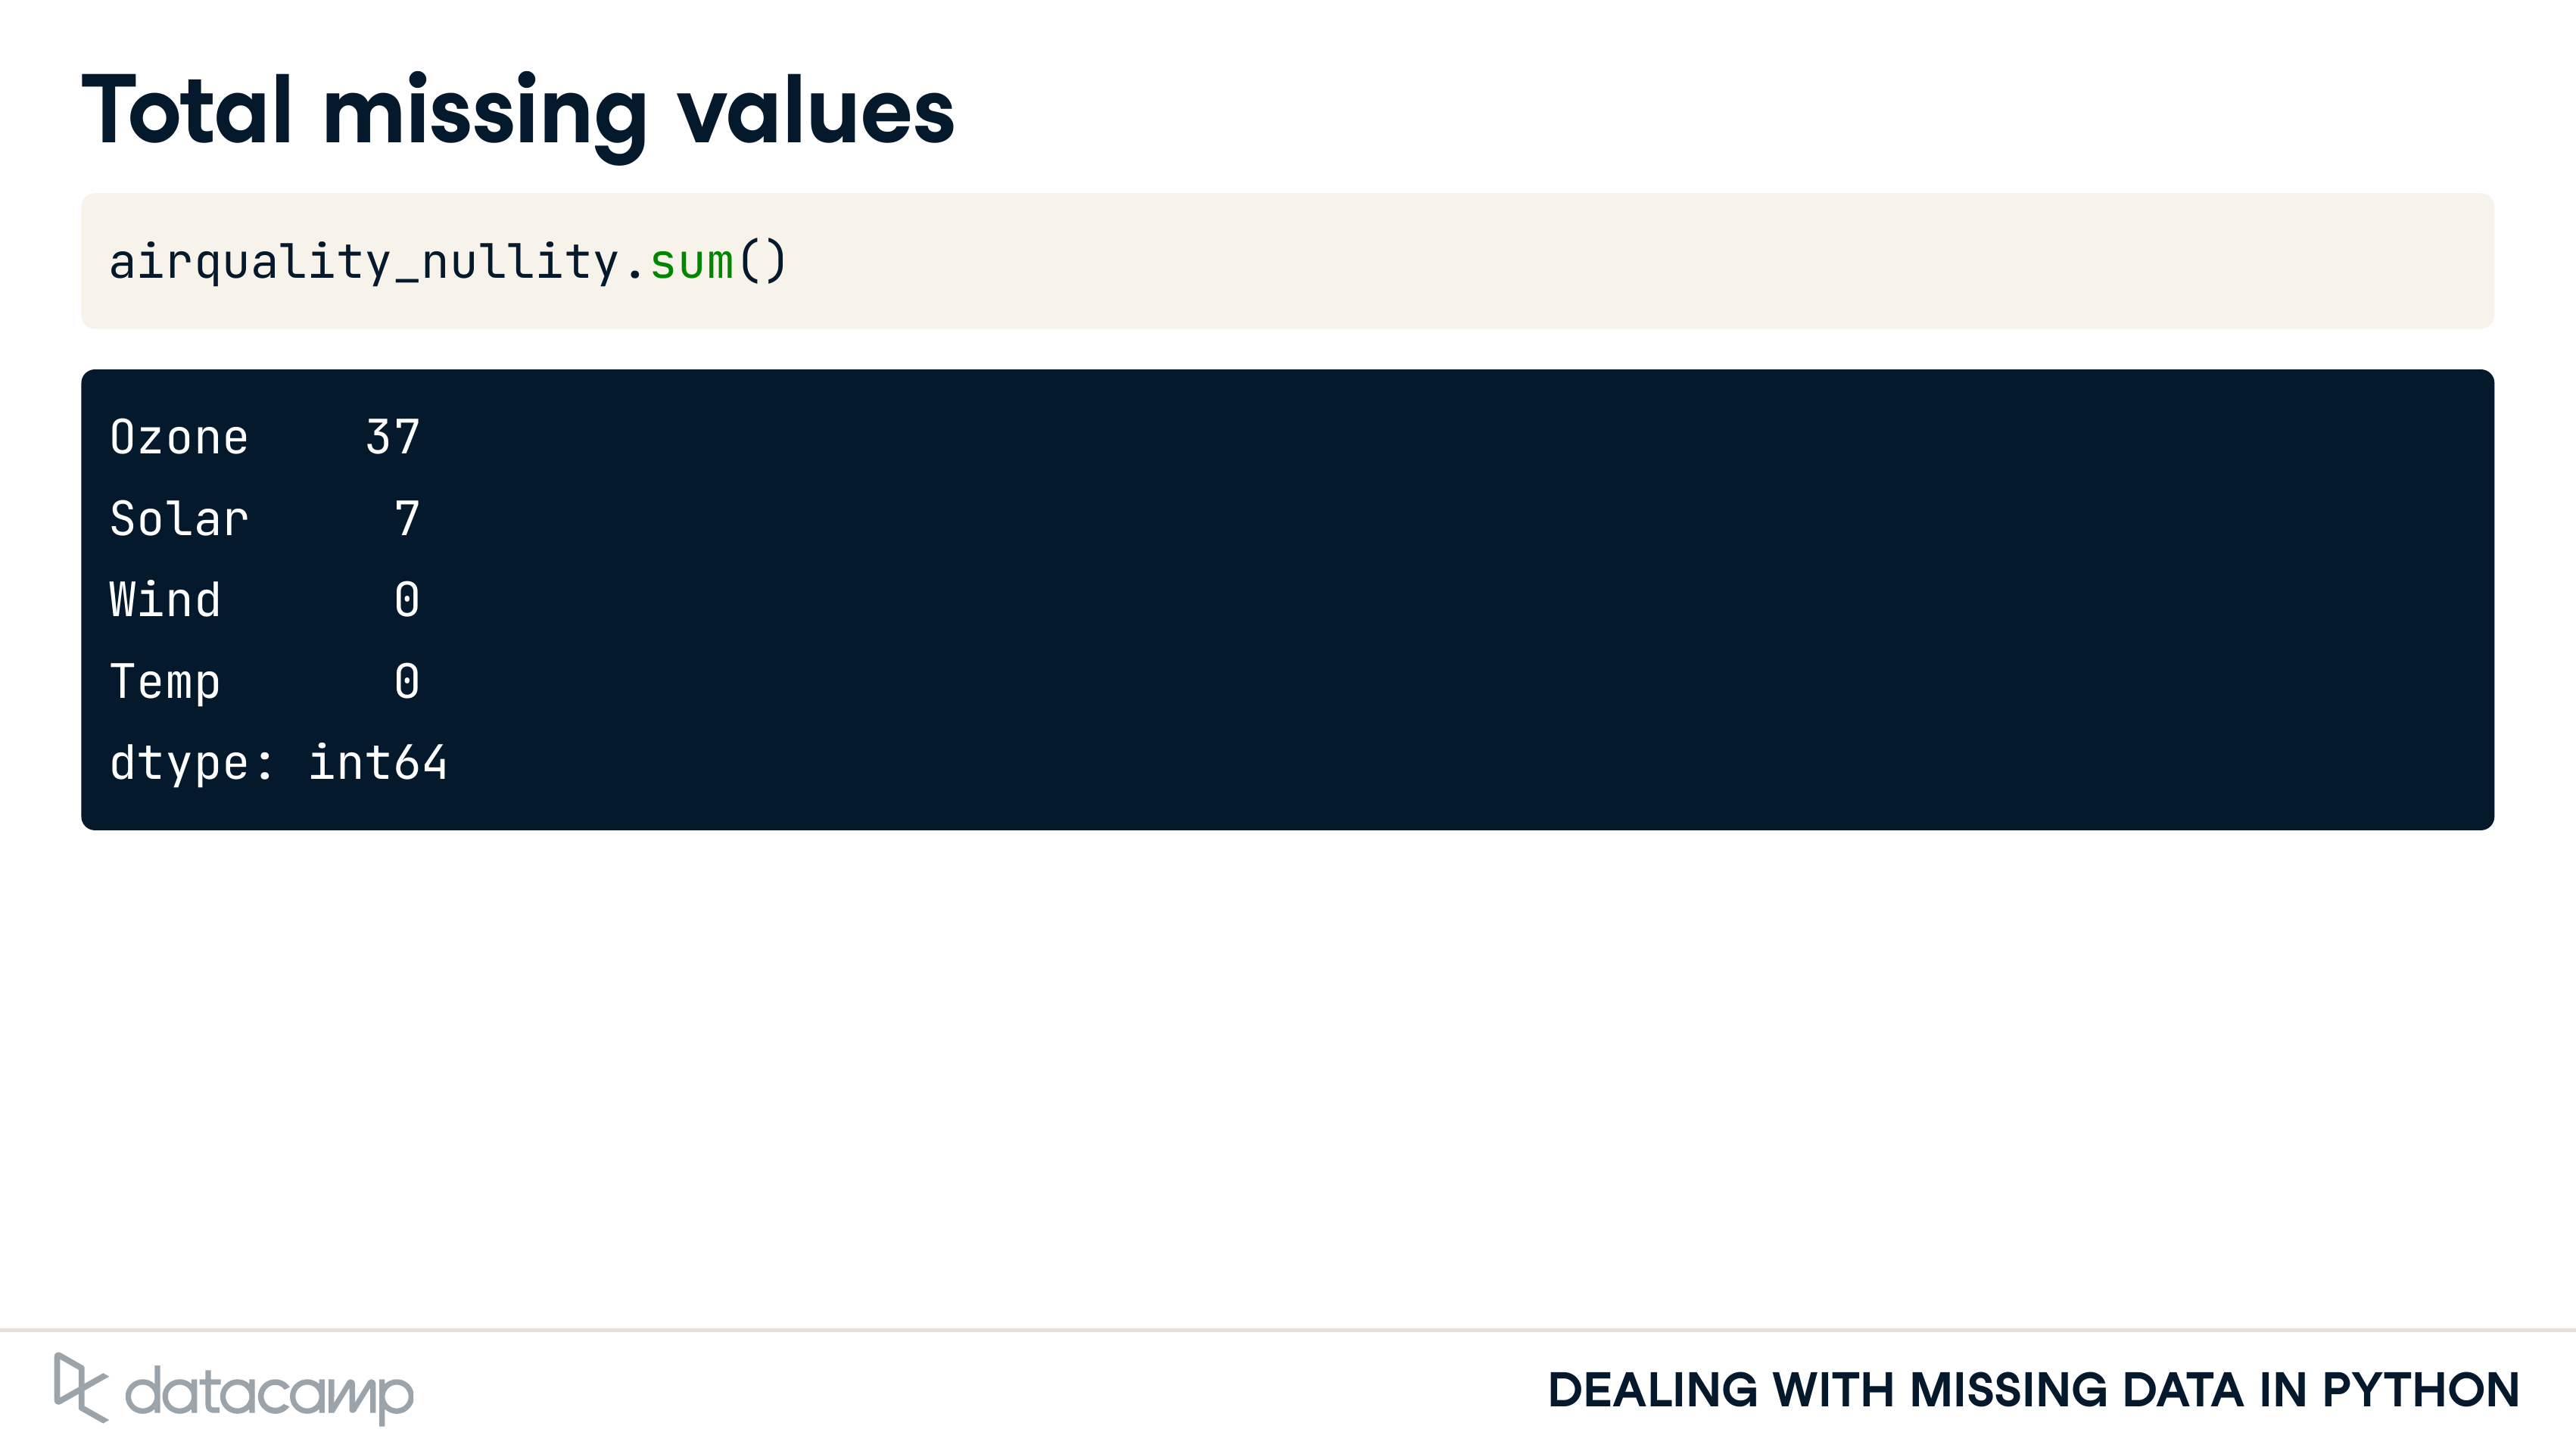 Total missing values
airquality_nullity.sum()
Ozone    37
Solar     7
Wind      0
Temp      0
dtype: int64
datacamp
DEALING WITH MISSING DATA IN PYTHON